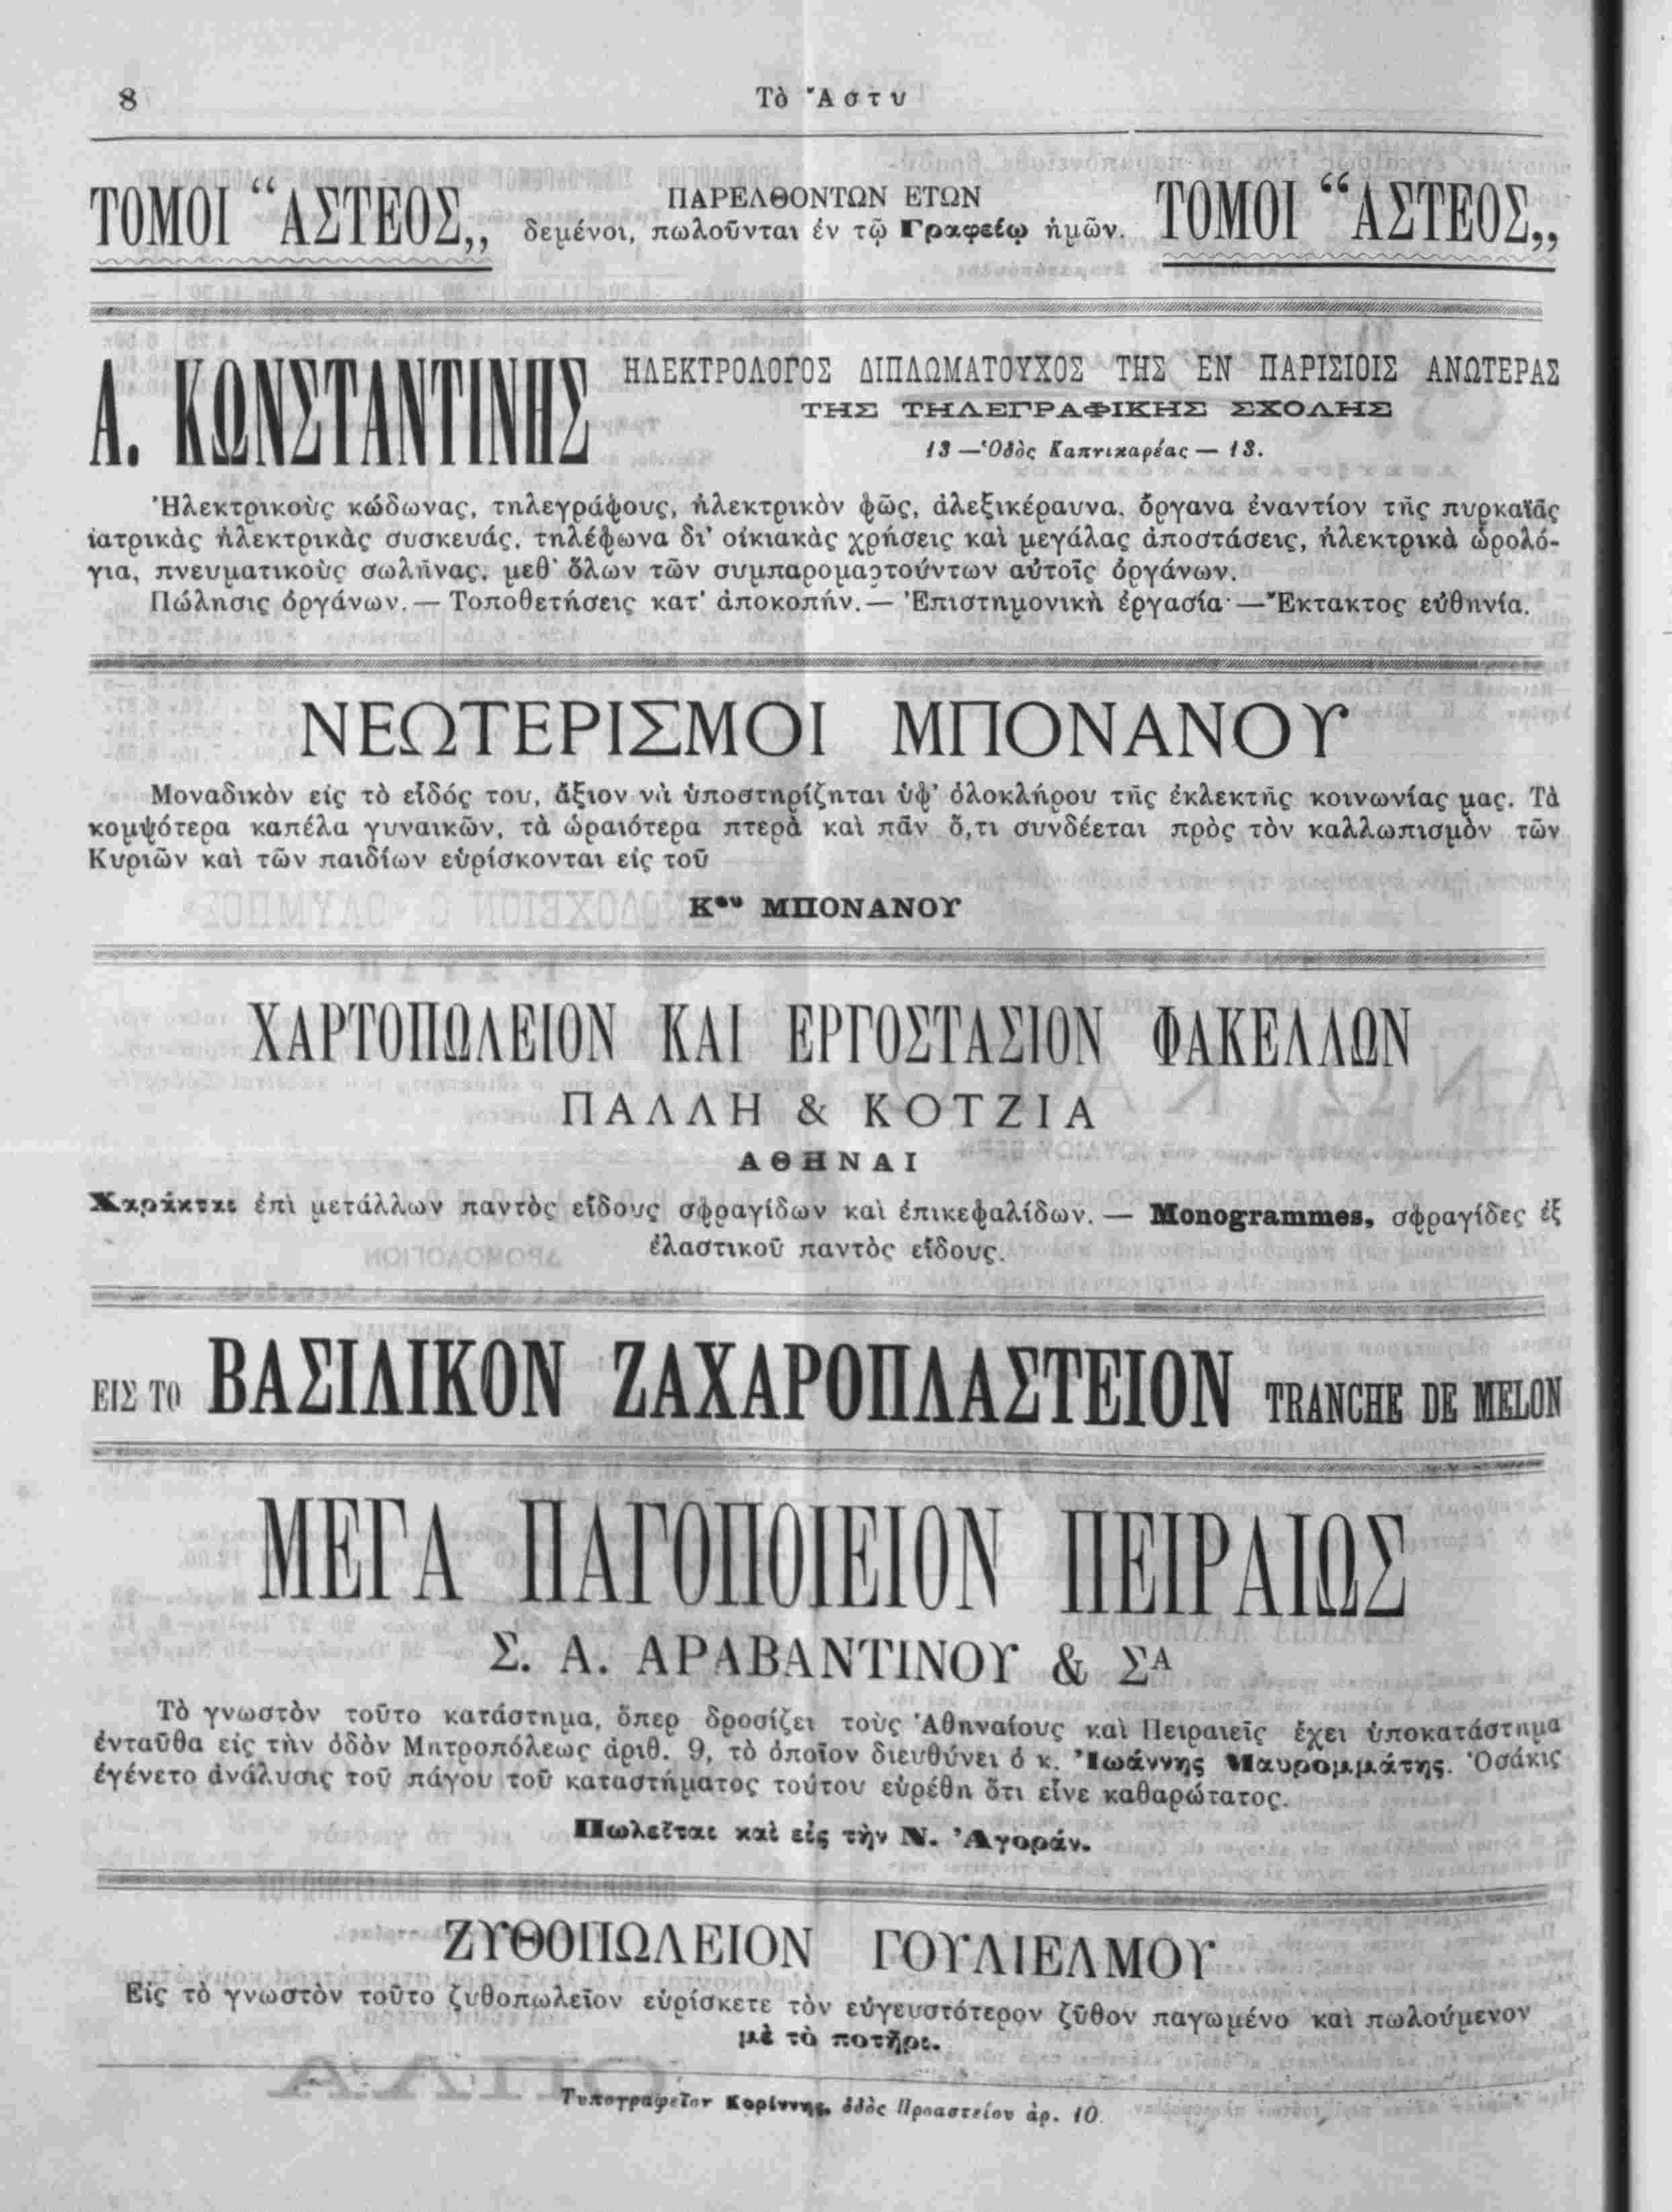 8
Τὸ Ἄστυ
ΤΟΜΟΙ “ΑΣΤΕΟΣ„
ΠΑΡΕΛΘΟΝΤΩΝ ΕΤΩΝ
δεμένοι, πωλοῦνται ἐν τῷ Γραφείῳ ἡμῶν.
ΤΟΜΟΙ “ΑΣΤΕΟΣ„
Α. ΚΩΝΣΤΑΝΤΙΝΗΣ
ΗΛΕΚΤΡΟΛΟΓΟΣ ΔΙΠΛΩΜΑΤΟΥΧΟΣ ΤΗΣ ΕΝ ΠΑΡΙΣΙΟΙΣ ΑΝΩΤΕΡΑΣ
ΤΗΣ ΤΗΛΕΓΡΑΦΙΚΗΣ ΣΧΟΛΗΣ
13 — Ὁδὸς Καπνικαρέας — 13.
Ἠλεκτρικοὺς κώδωνας, τηλεγράφους, ἠλεκτρικὸν φῶς, ἀλεξικέραυνα. ὄργανα ἐναντίον τῆς πυρκαϊᾶς
ἰατρικὰς ἠλεκτρικὰς συσκευάς, τηλέφωνα δι' οἰκιακὰς χρήσεις καὶ μεγάλας ἀποστάσεις, ἠλεκτρικὰ ὡρολό-
για, πνευματικοὺς σωλῆνας, μεθ' ὅλων τῶν συμπαρομαρτούντων αὐτοῖς ὀργάνων.
Πώλησις ὀργάνων. — Τοποθετήσεις κατ' ἀποκοπήν. — Ἐπιστημονικὴ ἐργασία· — Ἔκτακτος εὐθηνία.
ΝΕΩΤΕΡΙΣΜΟΙ ΜΠΟΝΑΝΟΥ
Μοναδικὸν εἰς τὸ εἶδός του, ἄξιον νὰ ὑποστηρίζηται ὑφ' ὁλοκλήρου τῆς ἐκλεκτῆς κοινωνίας μας. Τὰ
κομψότερα καπέλα γυναικῶν, τὰ ὡραιότερα πτερὰ καὶ πᾶν ὅ,τι συνδέεται πρὸς τὸν καλλωπισμὸν τῶν
Κυριῶν καὶ τῶν παιδίων εὑρίσκονται εἰς τοῦ
Κου ΜΠΟΝΑΝΟΥ
ΧΑΡΤΟΠΩΛΕΙΟΝ ΚΑΙ ΕΡΓΟΣΤΑΣΙΟΝ ΦΑΚΕΛΛΩΝ
ΠΑΛΛΗ & ΚΟΤΖΙΑ
ΑΘΗΝΑΙ
Χαράκται ἐπὶ μετάλλων παντὸς εἴδους σφραγίδων καὶ ἐπικεφαλίδων. — Monogrammes, σφραγίδες ἐξ
ἐλαστικοῦ παντὸς εἴδους.
ΕΙΣ ΤΟ ΒΑΣΙΛΙΚΟΝ ΖΑΧΑΡΟΠΛΑΣΤΕΙΟΝ TRANCHE DE MELON
ΜΕΓΑ ΠΑΓΟΠΟΙΕΙΟΝ ΠΕΙΡΑΙΩΣ
Σ. Α. ΑΡΑΒΑΝΤΙΝΟΥ & ΣΑ
Τὸ γνωστὸν τοῦτο κατάστημα, ὅπερ δροσίζει τοὺς Ἀθηναίους καὶ Πειραιεῖς ἔχει ὑποκατάστημα
ἐνταῦθα εἰς τὴν ὁδὸν Μητροπόλεως ἀριθ. 9, τὸ ὁποῖον διευθύνει ὁ κ. Ἰωάννης Μαυρομμάτης. Ὁσάκις
ἐγένετο ἀνάλυσις τοῦ πάγου τοῦ καταστήματος τούτου εὑρέθη ὅτι εἶνε καθαρώτατος.
Πωλεῖται καὶ εἰς τὴν Ν. Ἀγοράν.
ΖΥΘΟΠΩΛΕΙΟΝ ΓΟΥΛΙΕΛΜΟΥ
Εἰς τὸ γνωστὸν τοῦτο ζυθοπωλεῖον εὑρίσκετε τὸν εὐγευστότερον ζῦθον παγωμένο καὶ πωλούμενον
μὲ τὸ ποτῆρι.
Τυπογραφεῖον Κορίννης, ὁδὸς Προαστείου ἀρ. 10.